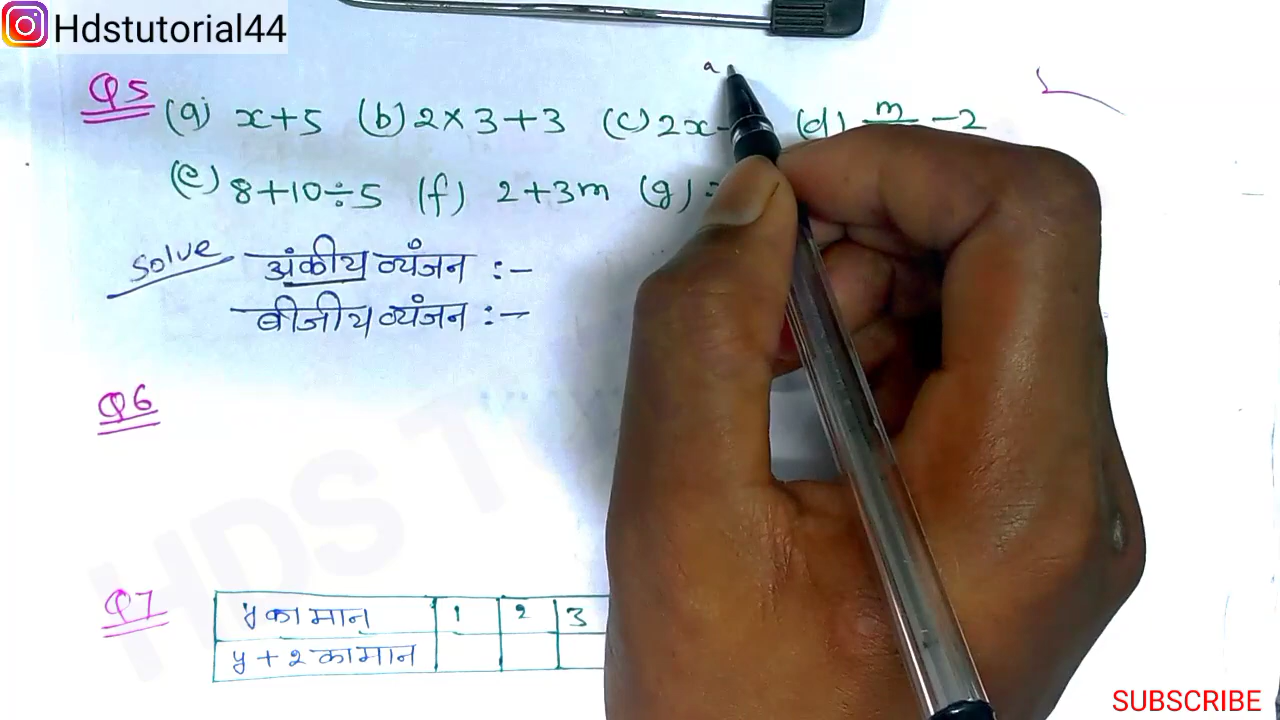 Hdstutorial44
a
Q5 (a) x+5 (b) 2×3+3 (c) 2x- (d) m -2
(e) 8+10÷5 (f) 2+3m (g)
Solve अंकीय व्यंजन :-
बीजीय व्यंजन :-
Q6
HDS T
Q7 y का मान 1 2 3
y + 2 का मान
SUBSCRIBE